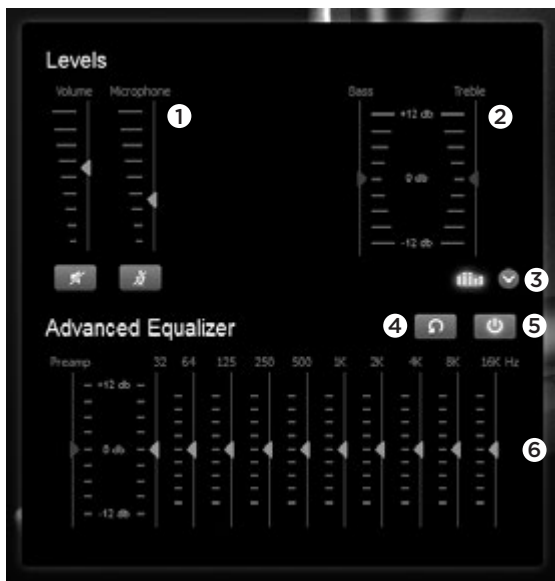 Levels
Volume Microphone 1 Bass Treble
+12 db 2
0 db
-12 db
3
Advanced Equalizer 4 5
Preamp 32 64 125 250 500 1K 2K 4K 8K 16K Hz
+12 db
0 db 6
-12 db